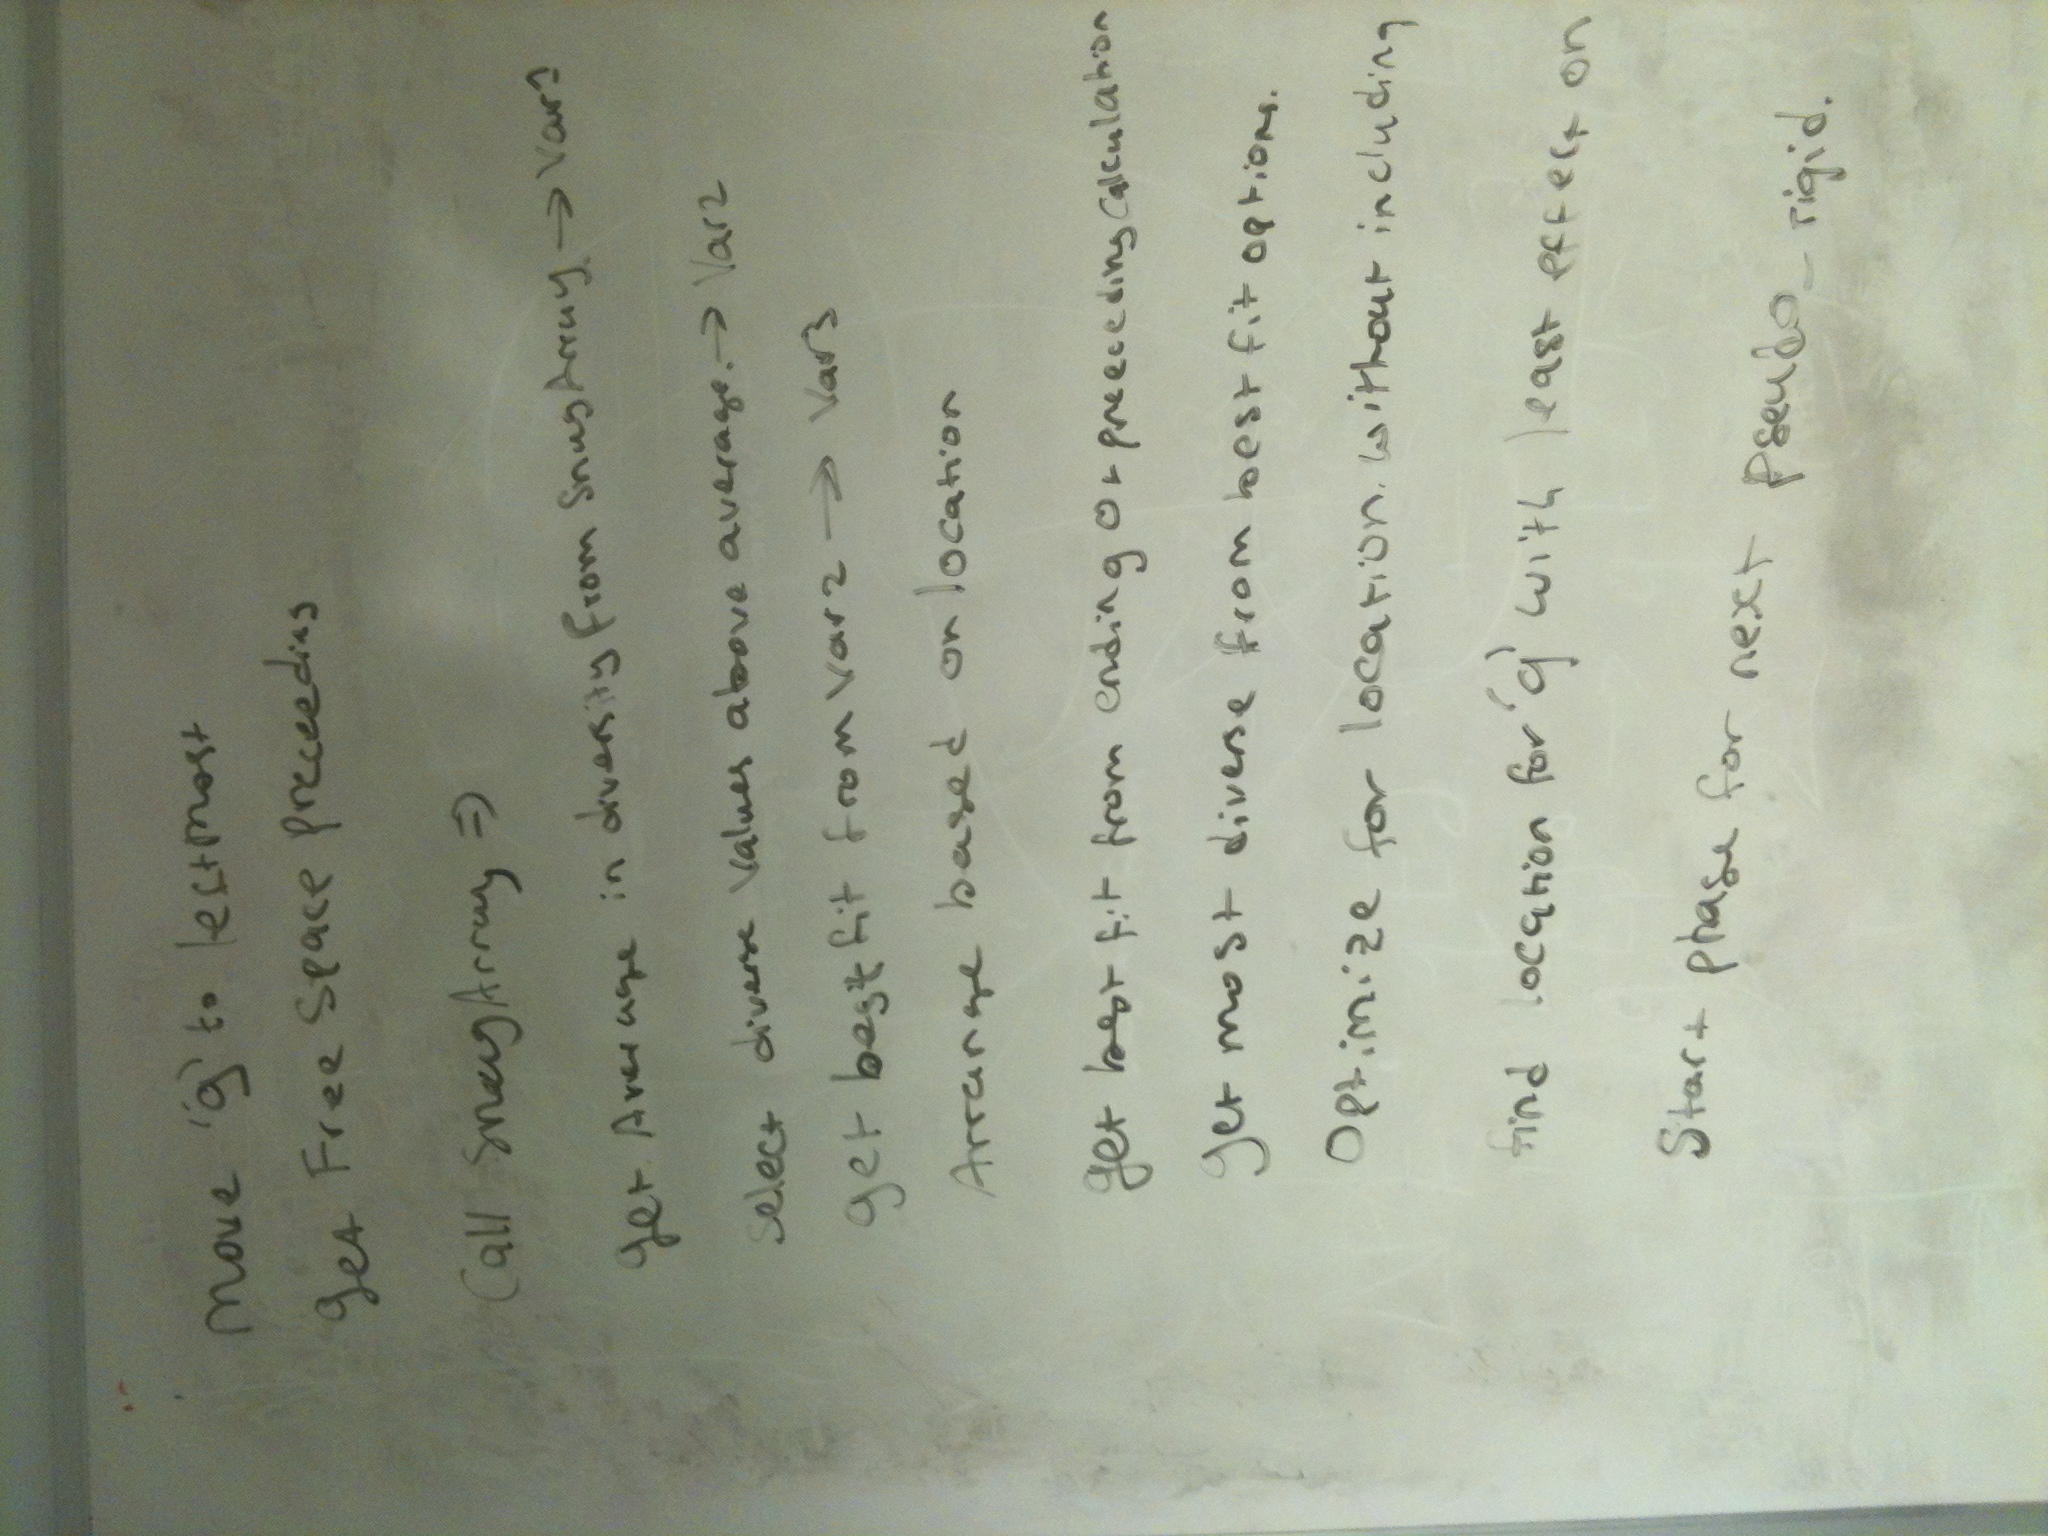 Move 'g' to leftmost
get Free Space preceeding
Call SnugArray =>
get Average in diversity from SnugArray → Var1
Select diverse values above average. → Var2
get best fit from Var2 → Var3
Arrange based on location
get best fit from ending Or preeceding calculation
get most diverse from best fit options.
Optimize for location. without including
find location for 'g' with least effect on
Start phase for next pseudo_rigid.